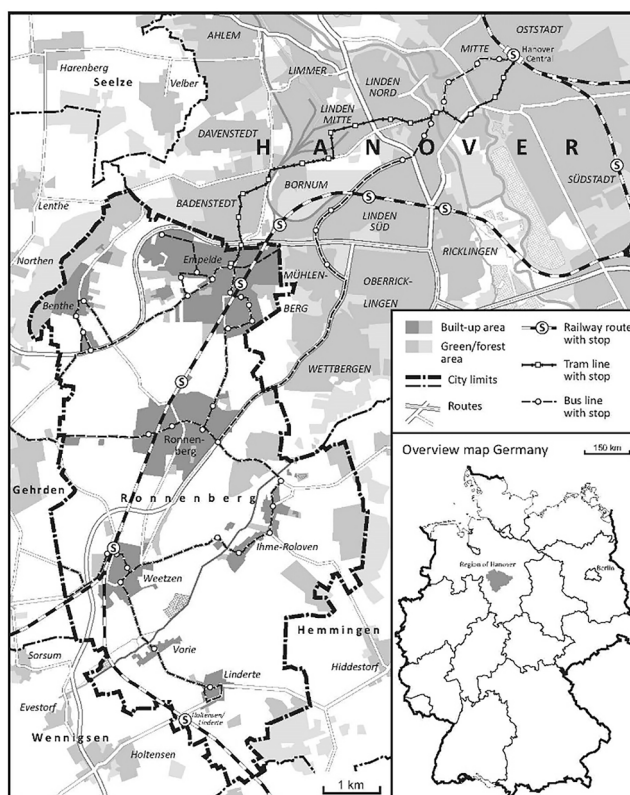 AHLEM
OSTSTADT
MITTE
Hanover
Central
Harenberg
Seelze
Velber
LIMMER
LINDEN
NORD
LINDEN
MITTE
DAVENSTEDT
HANOVER
SÜDSTADT
Lenthe
BADENSTEDT
BORNUM
LINDEN
SÜD
RICKLINGEN
Northen
Empelde
MÜHLEN-
BERG
OBERRICK-
LINGEN
Benthe
WETTBERGEN
Ronnen-
berg
Gehrden
Ronnenberg
Ihme-Roloven
Weetzen
Hemmingen
Sorsum
Vorie
Linderte
Hiddestorf
Evestorf
Holtensen/
Linderte
Wennigsen
Holtensen
1 km
Built-up area
Green/forest
area
City limits
Routes
S
Railway route
with stop
Tram line
with stop
Bus line
with stop
Overview map Germany
150 km
Region of Hanover
Berlin